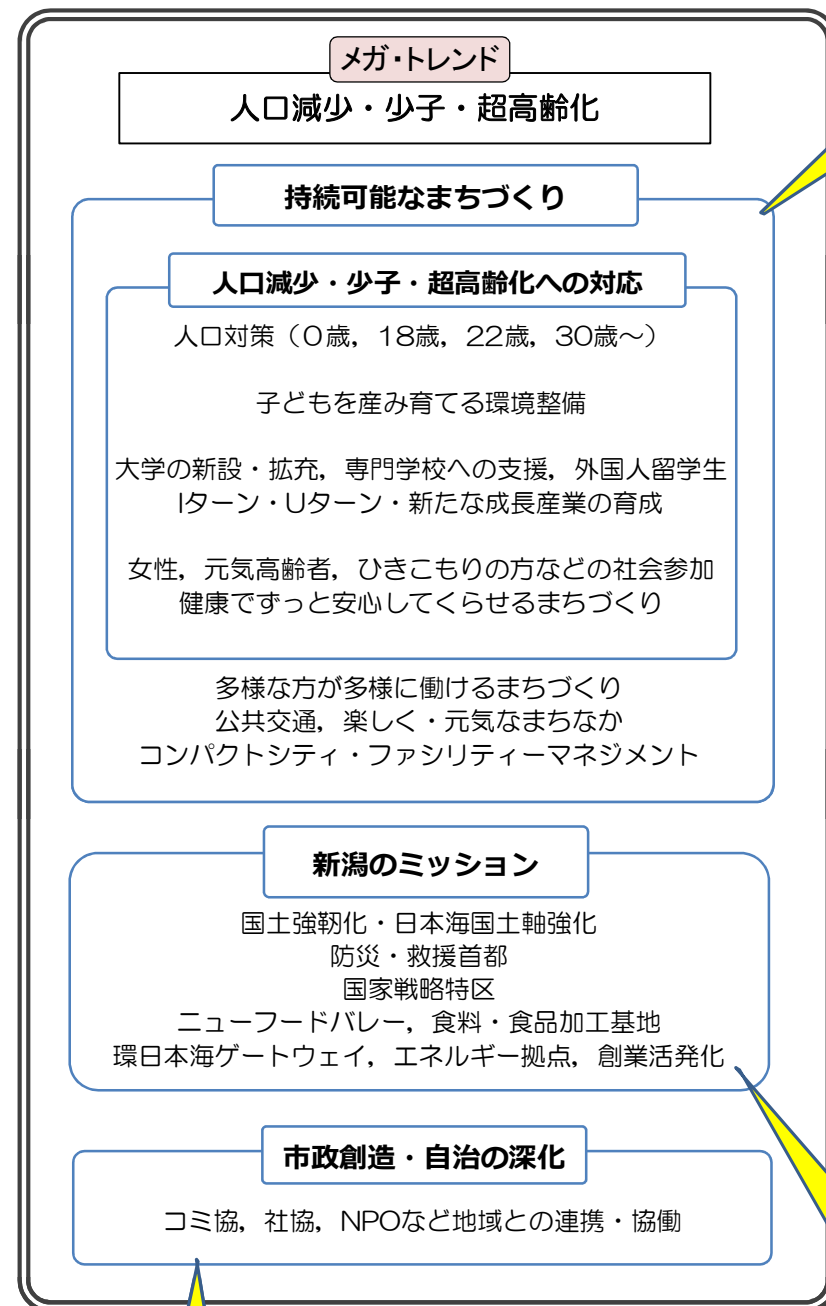 メガ・トレンド
人口減少・少子・超高齢化
持続可能なまちづくり
人口減少・少子・超高齢化への対応
人口対策（０歳，18歳，22歳，30歳～）
子どもを産み育てる環境整備
大学の新設・拡充，専門学校への支援，外国人留学生
Iターン・Uターン・新たな成長産業の育成
女性，元気高齢者，ひきこもりの方などの社会参加
健康でずっと安心してくらせるまちづくり
多様な方が多様に働けるまちづくり
公共交通，楽しく・元気なまちなか
コンパクトシティ・ファシリティーマネジメント
新潟のミッション
国土強靭化・日本海国土軸強化
防災・救援首都
国家戦略特区
ニューフードバレー，食料・食品加工基地
環日本海ゲートウェイ，エネルギー拠点，創業活発化
市政創造・自治の深化
コミ協，社協，NPOなど地域との連携・協働